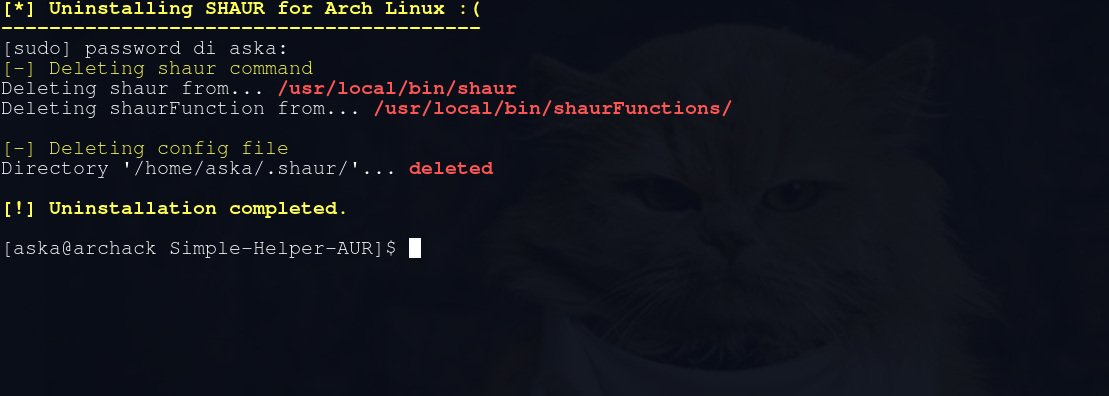 [*] Uninstalling SHAUR for Arch Linux :(
----------------------------------------
[sudo] password di aska:
[-] Deleting shaur command
Deleting shaur from... /usr/local/bin/shaur
Deleting shaurFunction from... /usr/local/bin/shaurFunctions/
[-] Deleting config file
Directory '/home/aska/.shaur/'... deleted
[!] Uninstallation completed.
[aska@archack Simple-Helper-AUR]$